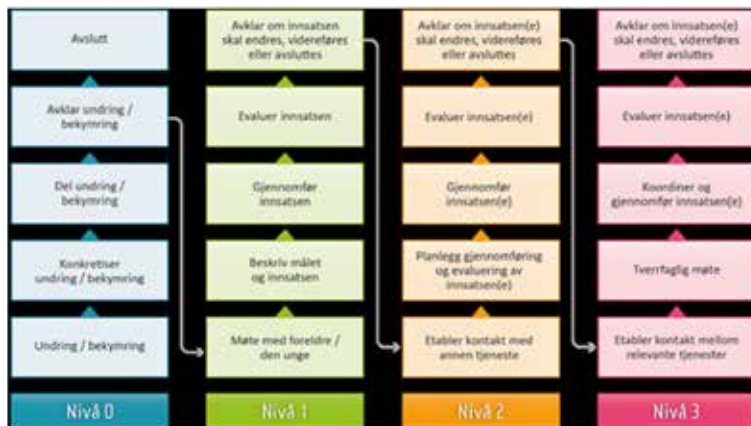 Avslutt
Avklar undring /
bekymring
Del undring /
bekymring
Konkretiser
undring / bekymring
Undring / bekymring
Nivå 0
Avklar om innsatsen
skal endres, videreføres
eller avsluttes
Evaluer innsatsen
Gjennomfør
innsatsen
Beskriv målet
og innsatsen
Møte med foreldre /
den unge
Nivå 1
Avklar om innsatsen(e)
skal endres, videreføres
eller avsluttes
Evaluer innsatsen(e)
Gjennomfør
innsatsen(e)
Planlegg gjennomføring
og evaluering av
innsatsen(e)
Etabler kontakt med
annen tjeneste
Nivå 2
Avklar om innsatsen(e)
skal endres, videreføres
eller avsluttes
Evaluer innsatsen(e)
Koordiner og
gjennomfør innsatsen(e)
Tverrfaglig møte
Etabler kontakt mellom
relevante tjenester
Nivå 3